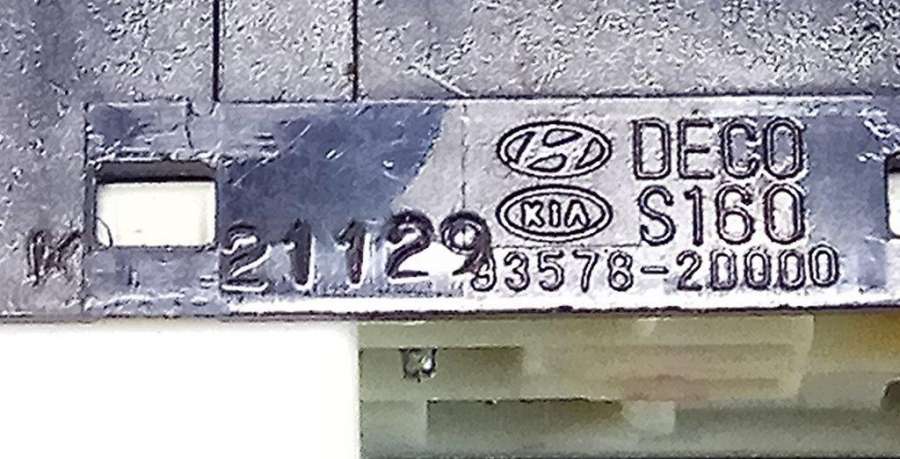 DECO
KIA S160
K 21129
93578-2D000